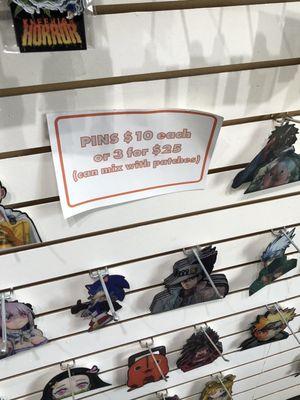 HORROR
PINS $10 each
or 3 for $25
(can mix with patches)